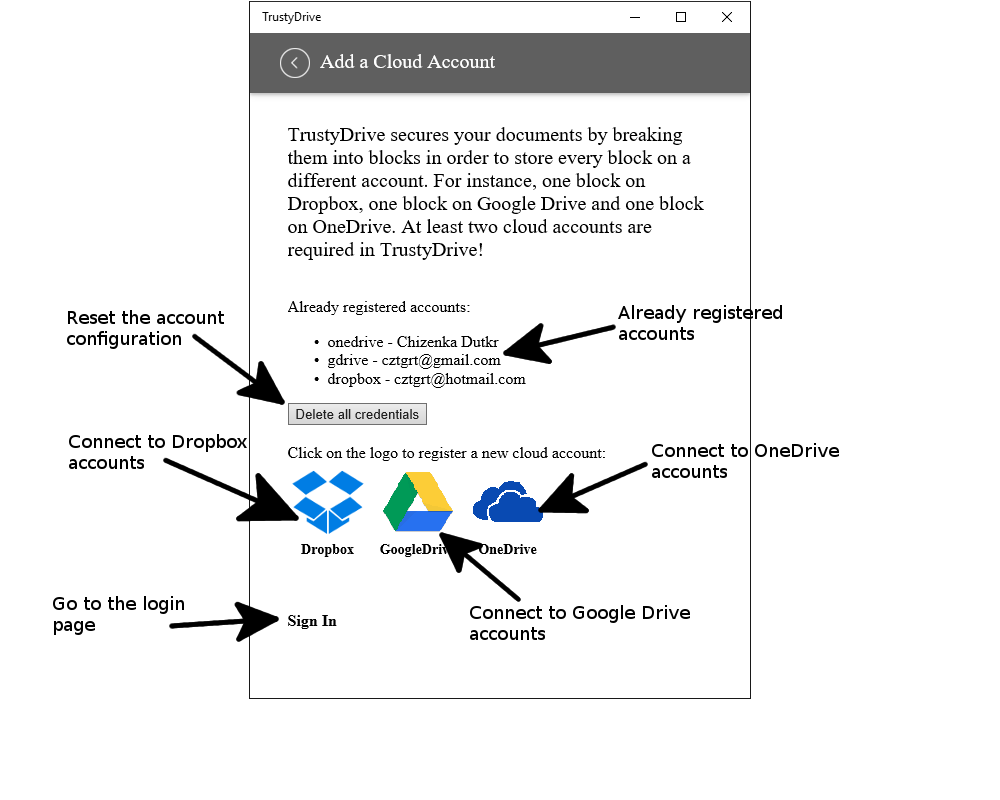 TrustyDrive
Add a Cloud Account
TrustyDrive secures your documents by breaking
them into blocks in order to store every block on a
different account. For instance, one block on
Dropbox, one block on Google Drive and one block
on OneDrive. At least two cloud accounts are
required in TrustyDrive!
Already registered accounts:
Reset the account
configuration
Already registered
accounts
• onedrive - Chizenka Dutkr
• gdrive - cztgrt@gmail.com
• dropbox - cztgrt@hotmail.com
Delete all credentials
Connect to Dropbox
accounts
Click on the logo to register a new cloud account:
Connect to OneDrive
accounts
Dropbox
GoogleDriv
OneDrive
Go to the login
page
Sign In
Connect to Google Drive
accounts